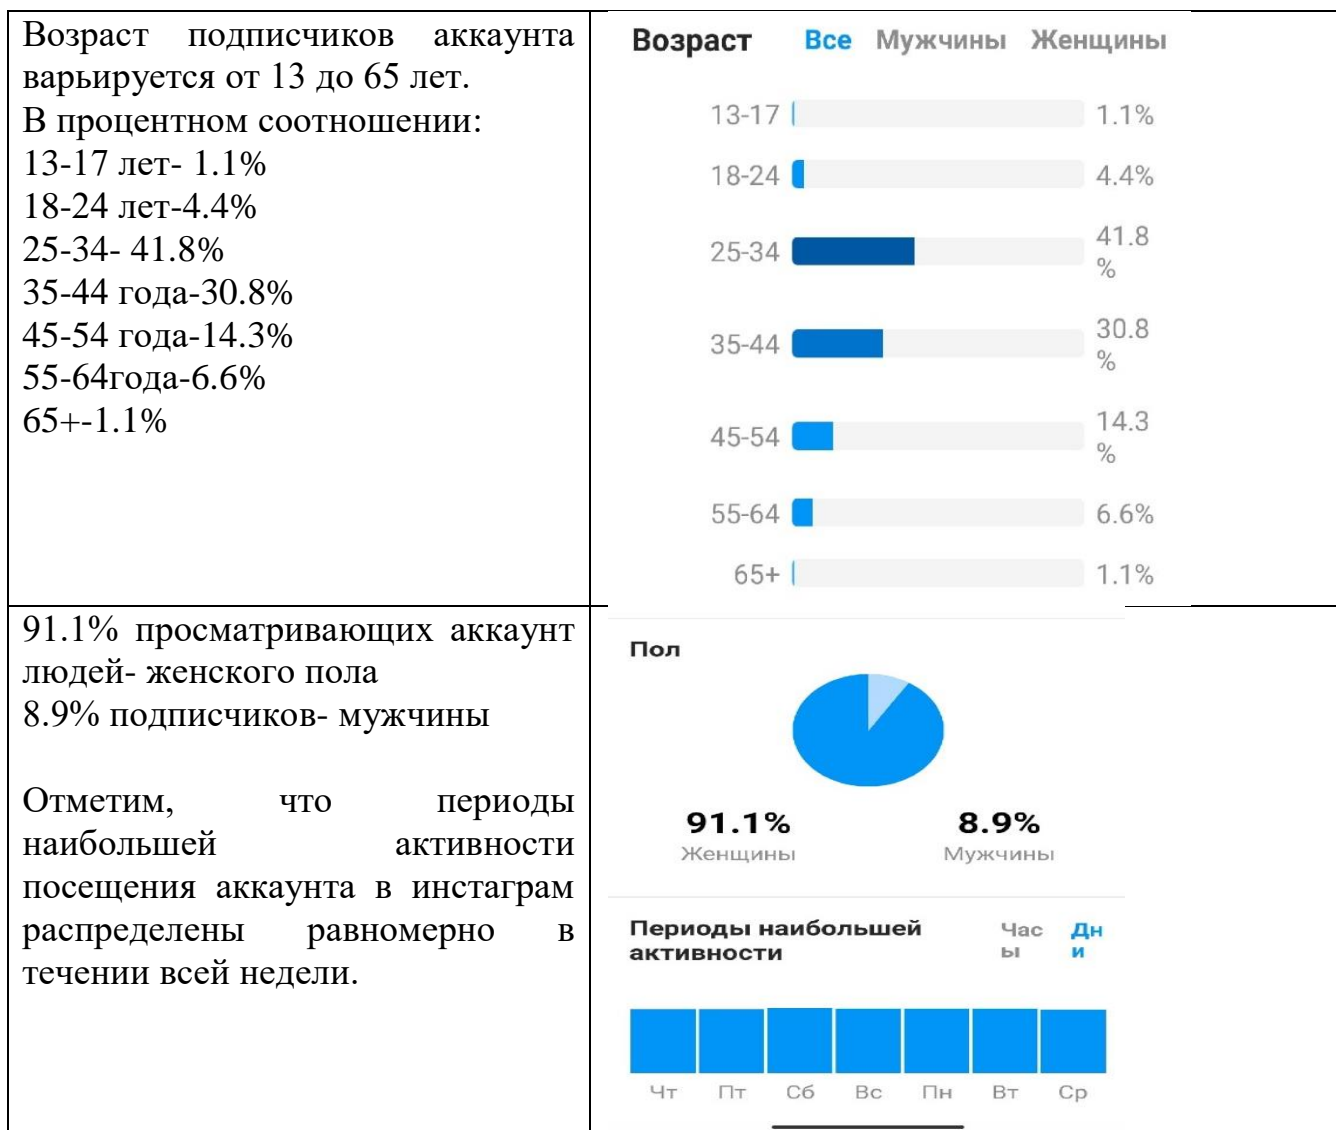 Возраст подписчиков аккаунта
варьируется от 13 до 65 лет.
В процентном соотношении:
13-17 лет- 1.1%
18-24 лет-4.4%
25-34- 41.8%
35-44 года-30.8%
45-54 года-14.3%
55-64года-6.6%
65+-1.1%
Возраст Все Мужчины Женщины
13-17 1.1%
18-24 4.4%
25-34 41.8
%
35-44 30.8
%
45-54 14.3
%
55-64 6.6%
65+ 1.1%
91.1% просматривающих аккаунт
людей- женского пола
8.9% подписчиков- мужчины
Отметим, что периоды
наибольшей активности
посещения аккаунта в инстаграм
распределены равномерно в
течении всей недели.
Пол
91.1% 8.9%
Женщины Мужчины
Периоды наибольшей Час Дн
активности ы и
Чт Пт Сб Вс Пн Вт Ср